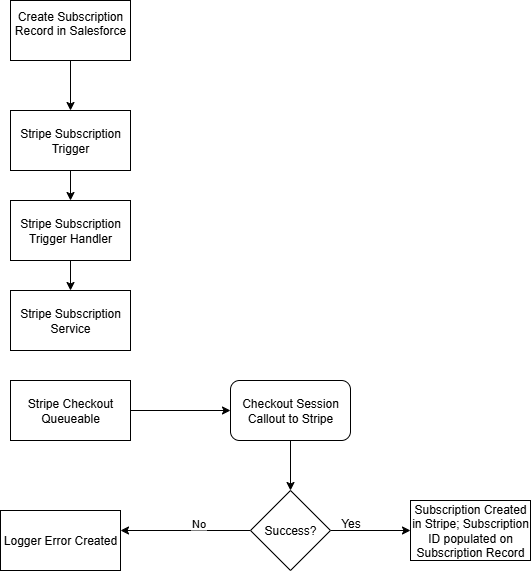 Create Subscription
Record in Salesforce
Stripe Subscription
Trigger
Stripe Subscription
Trigger Handler
Stripe Subscription
Service
Stripe Checkout
Queueable
Checkout Session
Callout to Stripe
Success?
No
Yes
Logger Error Created
Subscription Created
in Stripe; Subscription
ID populated on
Subscription Record